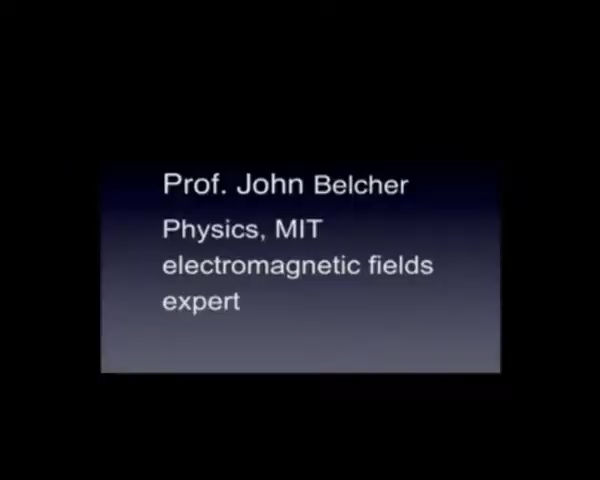 Prof. John Belcher
Physics, MIT
electromagnetic fields
expert